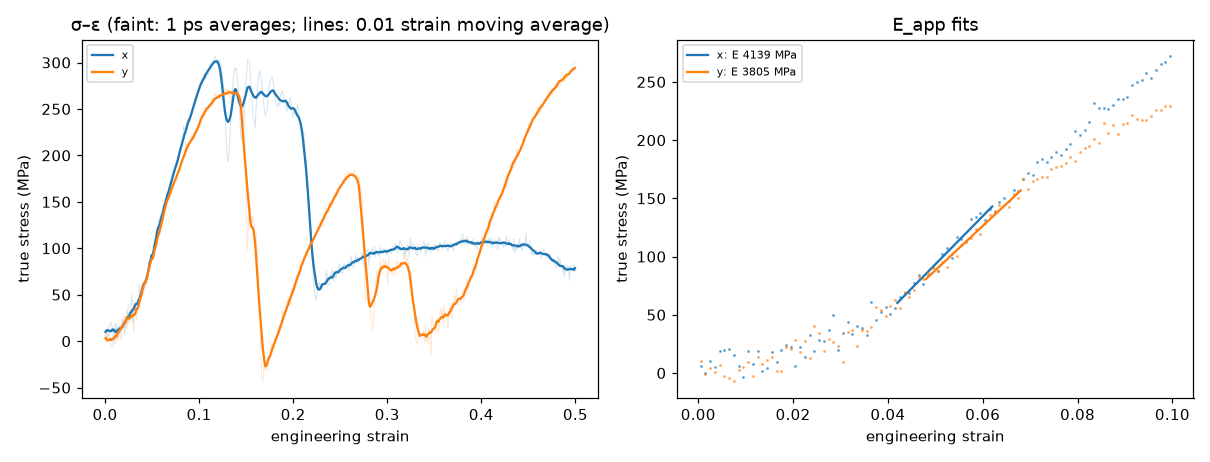 σ–ε (faint: 1 ps averages; lines: 0.01 strain moving average)
x
y
true stress (MPa)
300
250
200
150
100
50
0
−50
0.0
0.1
0.2
0.3
0.4
0.5
engineering strain
E_app fits
x: E 4139 MPa
y: E 3805 MPa
true stress (MPa)
250
200
150
100
50
0
0.00
0.02
0.04
0.06
0.08
0.10
engineering strain